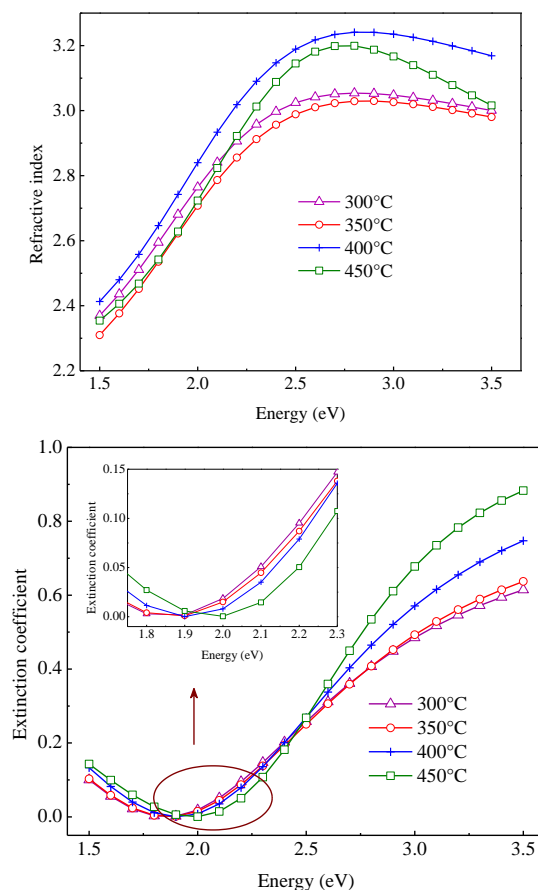 3.2
3.0
2.8
2.6
2.4
2.2
Refractive index
300°C
350°C
400°C
450°C
1.5 2.0 2.5 3.0 3.5
Energy (eV)
1.0
0.8
0.6
0.4
0.2
0.0
Extinction coefficient
0.15
0.10
0.05
0.00
Extinction coefficient
1.8 1.9 2.0 2.1 2.2 2.3
Energy (eV)
300°C
350°C
400°C
450°C
1.5 2.0 2.5 3.0 3.5
Energy (eV)